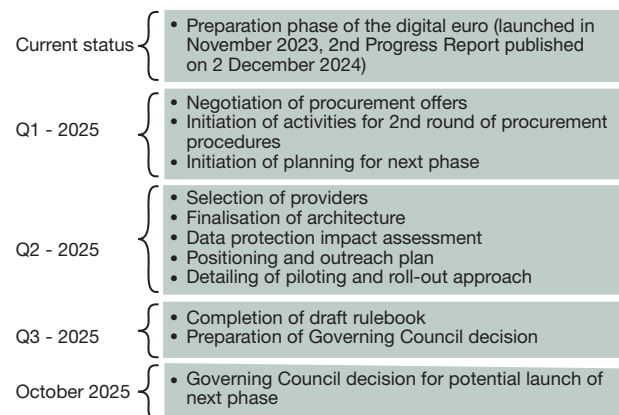 Current status
• Preparation phase of the digital euro (launched in
November 2023, 2nd Progress Report published
on 2 December 2024)
Q1 - 2025
• Negotiation of procurement offers
• Initiation of activities for 2nd round of procurement
procedures
• Initiation of planning for next phase
Q2 - 2025
• Selection of providers
• Finalisation of architecture
• Data protection impact assessment
• Positioning and outreach plan
• Detailing of piloting and roll-out approach
Q3 - 2025
• Completion of draft rulebook
• Preparation of Governing Council decision
October 2025
• Governing Council decision for potential launch of
next phase